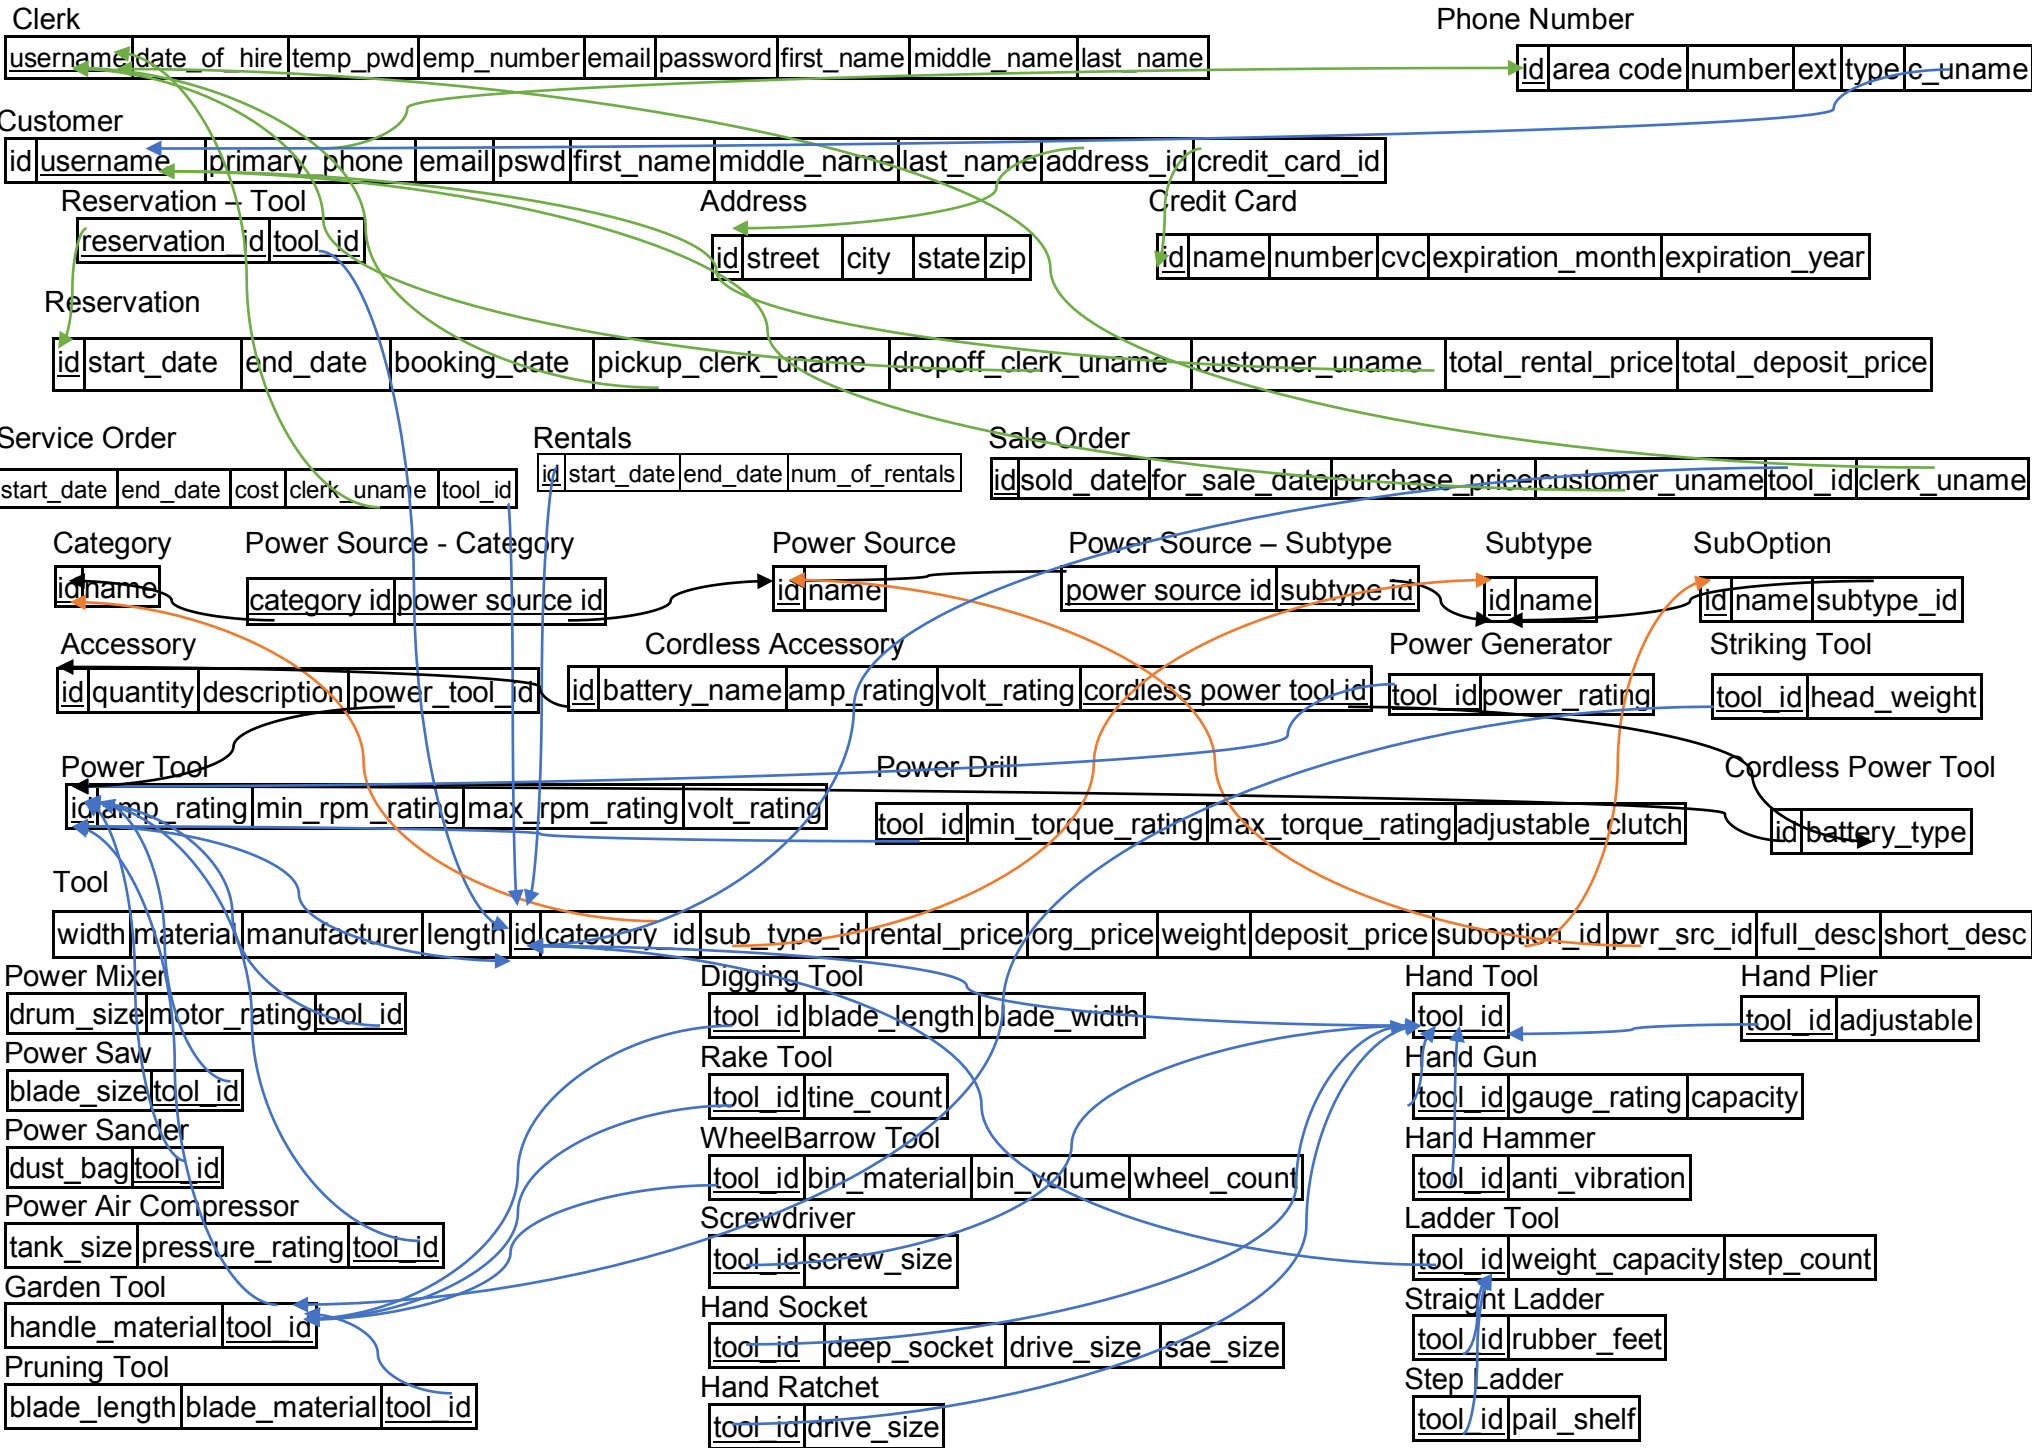 Clerk
Phone Number
username date_of_hire temp_pwd emp_number email password first_name middle_name last_name
id area code number ext type c_uname
Customer
id username primary_phone email pswd first_name middle_name last_name address_id credit_card_id
Reservation – Tool
Address
Credit Card
reservation_id tool_id
id street city state zip
id name number cvc expiration_month expiration_year
Reservation
id start_date end_date booking_date pickup_clerk_uname dropoff_clerk_uname customer_uname total_rental_price total_deposit_price
Service Order
Rentals
Sale Order
start_date end_date cost clerk_uname tool_id
id start_date end_date num_of_rentals
id sold_date for_sale_date purchase_price customer_uname tool_id clerk_uname
Category
Power Source - Category
Power Source
Power Source – Subtype
Subtype
SubOption
id name
category id power source id
id name
power source id subtype id
id name
id name subtype_id
Accessory
Cordless Accessory
Power Generator
Striking Tool
id quantity description power_tool_id
id battery_name amp_rating volt_rating cordless power tool id
tool_id power_rating
tool_id head_weight
Power Tool
Power Drill
Cordless Power Tool
id amp_rating min_rpm_rating max_rpm_rating volt_rating
tool_id min_torque_rating max_torque_rating adjustable_clutch
id battery_type
Tool
width material manufacturer length id category_id sub_type_id rental_price org_price weight deposit_price suboption_id pwr_src_id full_desc short_desc
Power Mixer
Digging Tool
Hand Tool
Hand Plier
drum_size motor_rating tool_id
tool_id blade_length blade_width
tool_id
tool_id adjustable
Power Saw
Rake Tool
Hand Gun
blade_size tool_id
tool_id tine_count
tool_id gauge_rating capacity
Power Sander
WheelBarrow Tool
Hand Hammer
dust_bag tool_id
tool_id bin_material bin_volume wheel_count
tool_id anti_vibration
Power Air Compressor
Screwdriver
Ladder Tool
tank_size pressure_rating tool_id
tool_id screw_size
tool_id weight_capacity step_count
Garden Tool
Hand Socket
Straight Ladder
handle_material tool_id
tool_id deep_socket drive_size sae_size
tool_id rubber_feet
Pruning Tool
Hand Ratchet
Step Ladder
blade_length blade_material tool_id
tool_id drive_size
tool_id pail_shelf